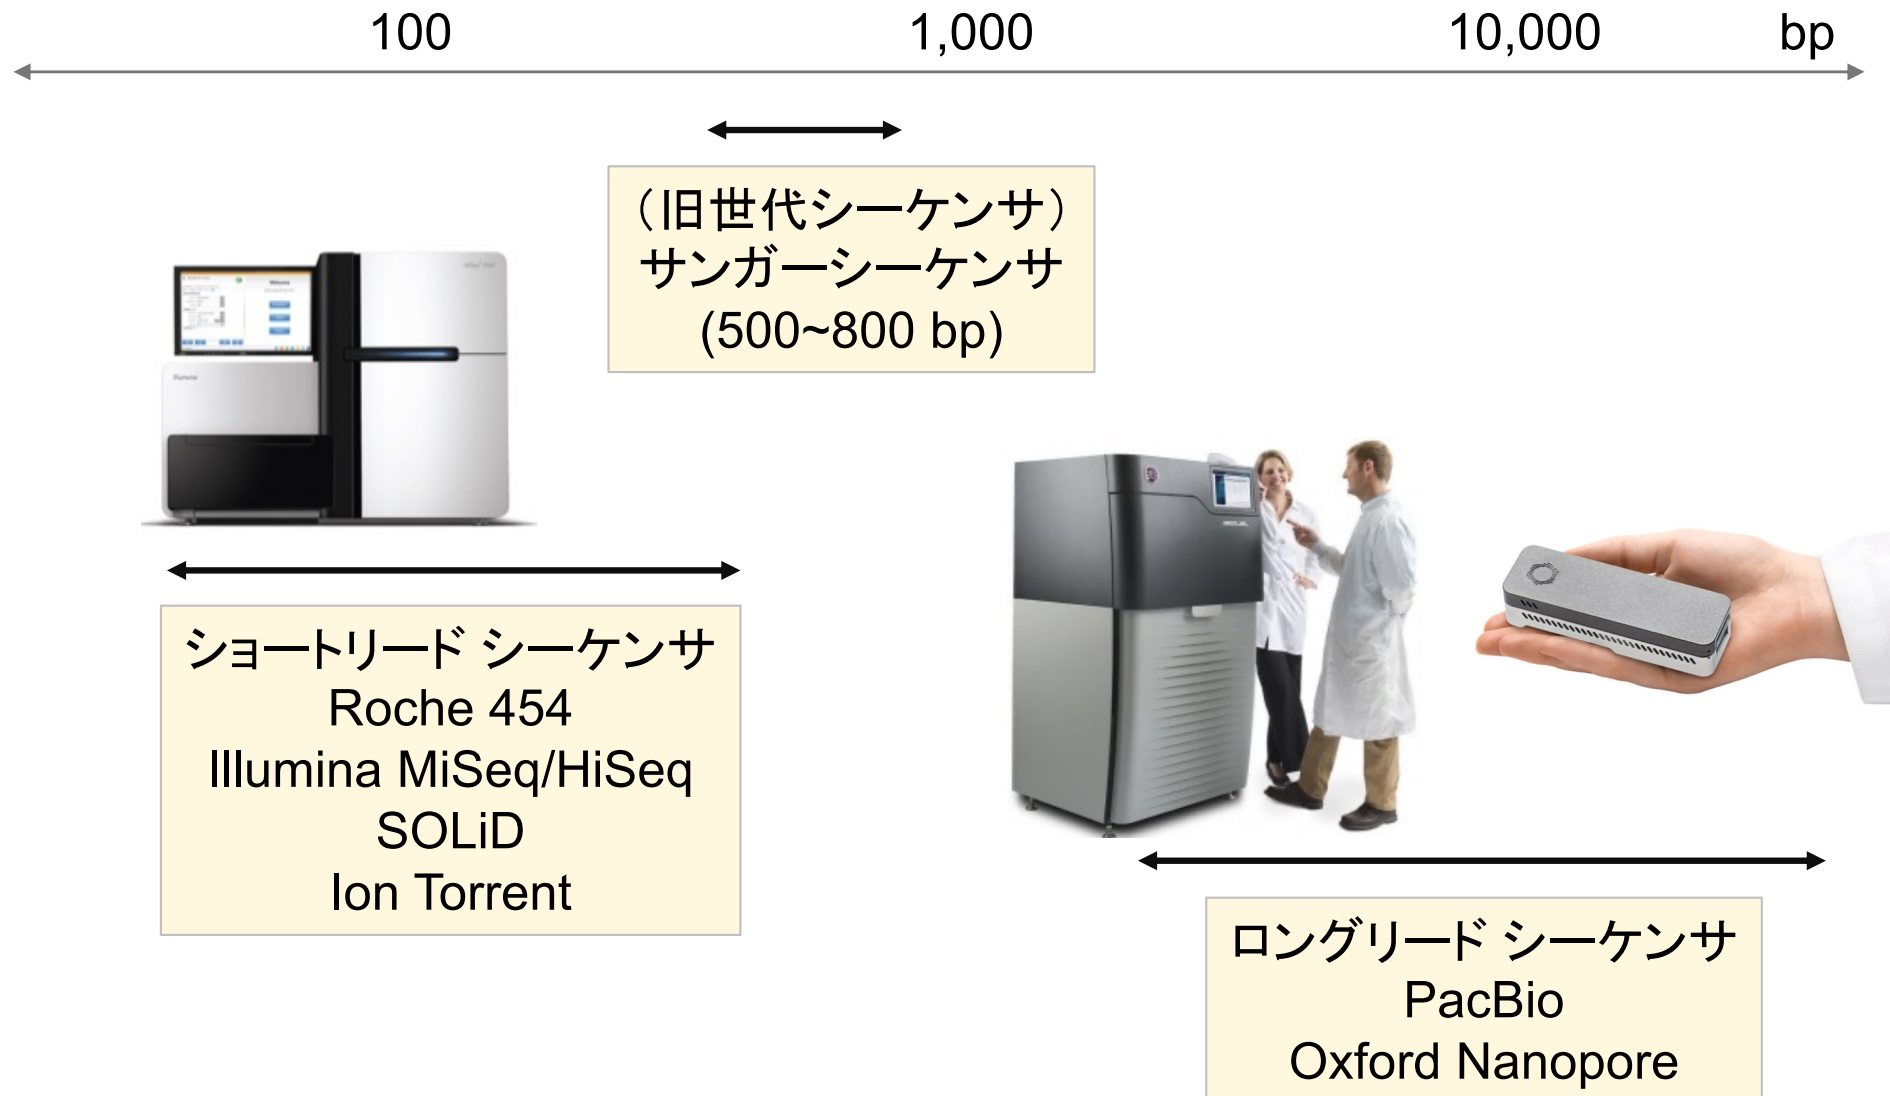 100 1,000 10,000 bp
（旧世代シーケンサ）
サンガーシーケンサ
(500~800 bp)
ショートリード シーケンサ
Roche 454
Illumina MiSeq/HiSeq
SOLiD
Ion Torrent
ロングリード シーケンサ
PacBio
Oxford Nanopore